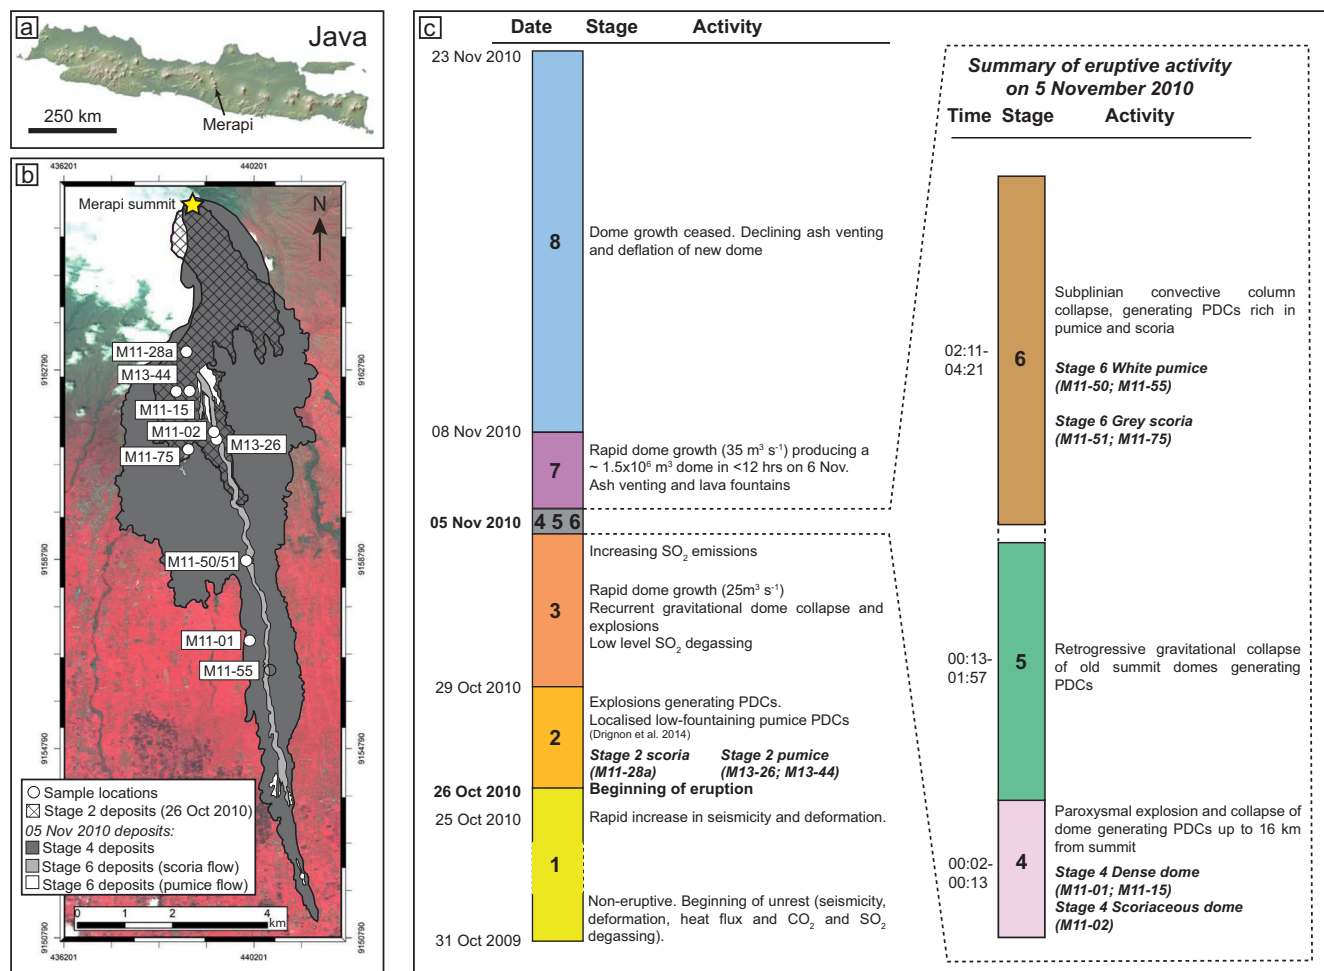 a
Java
250 km
Merapi
b
436201
440201
Merapi summit
N
M11-28a
M13-44
M11-15
M11-02
M13-26
M11-75
M11-50/51
M11-01
M11-55
9162790
9162790
9158790
9158790
9154790
9154790
9150790
9150790
Sample locations
Stage 2 deposits (26 Oct 2010)
05 Nov 2010 deposits:
Stage 4 deposits
Stage 6 deposits (scoria flow)
Stage 6 deposits (pumice flow)
0 1 2 4
km
436201
440201
c
Date Stage Activity
23 Nov 2010
8
Dome growth ceased. Declining ash venting
and deflation of new dome
08 Nov 2010
7
Rapid dome growth (35 m³ s⁻¹) producing a
~ 1.5x10⁶ m³ dome in <12 hrs on 6 Nov.
Ash venting and lava fountains
05 Nov 2010
4 5 6
Increasing SO₂ emissions
3
Rapid dome growth (25m³ s⁻¹)
Recurrent gravitational dome collapse and
explosions
Low level SO₂ degassing
29 Oct 2010
2
Explosions generating PDCs.
Localised low-fountaining pumice PDCs
(Drignon et al. 2014)
Stage 2 scoria Stage 2 pumice
(M11-28a) (M13-26; M13-44)
26 Oct 2010 Beginning of eruption
25 Oct 2010
Rapid increase in seismicity and deformation.
1
Non-eruptive. Beginning of unrest (seismicity,
deformation, heat flux and CO₂ and SO₂
degassing).
31 Oct 2009
Summary of eruptive activity
on 5 November 2010
Time Stage Activity
02:11-
04:21
6
Subplinian convective column
collapse, generating PDCs rich in
pumice and scoria
Stage 6 White pumice
(M11-50; M11-55)
Stage 6 Grey scoria
(M11-51; M11-75)
00:13-
01:57
5
Retrogressive gravitational collapse
of old summit domes generating
PDCs
00:02-
00:13
4
Paroxysmal explosion and collapse of
dome generating PDCs up to 16 km
from summit
Stage 4 Dense dome
(M11-01; M11-15)
Stage 4 Scoriaceous dome
(M11-02)